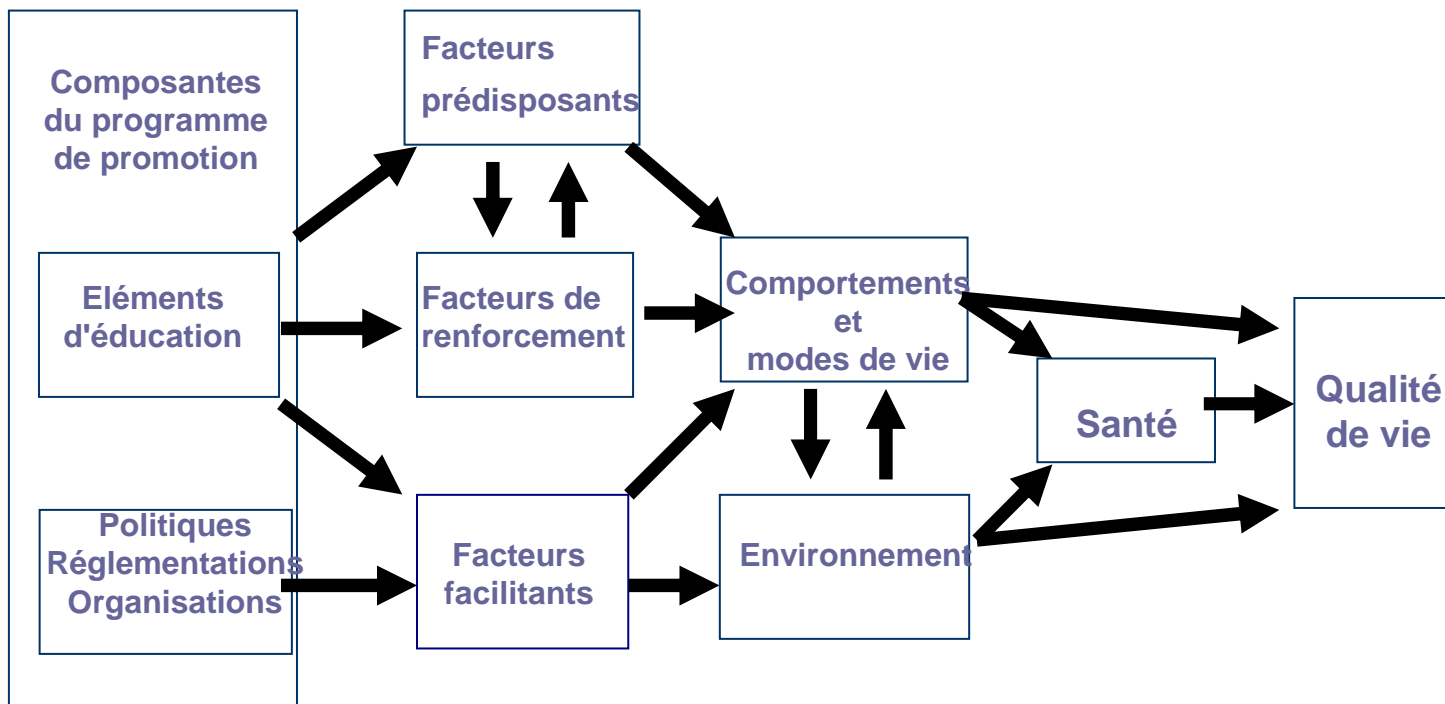 Composantes
du programme
de promotion
Eléments
d'éducation
Politiques
Réglementations
Organisations
Facteurs
prédisposants
Facteurs de
renforcement
Facteurs
facilitants
Comportements
et
modes de vie
Environnement
Santé
Qualité
de vie